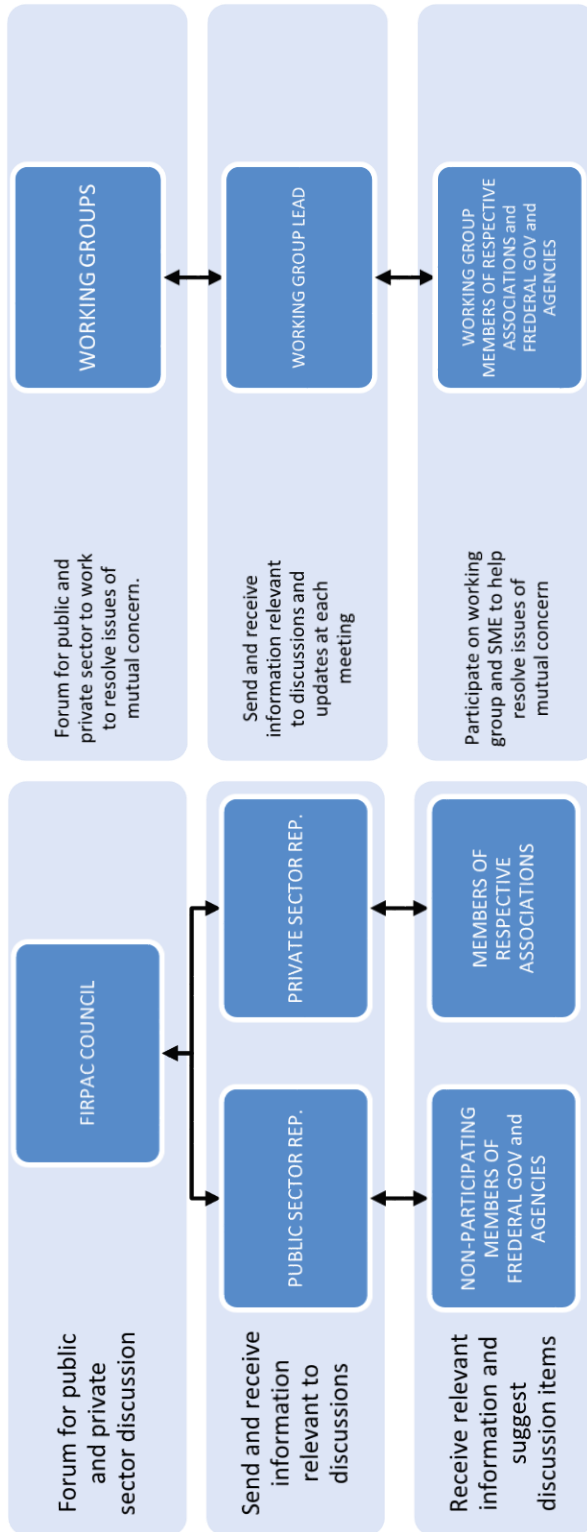 Forum for public
and private
sector discussion
FIRPAC COUNCIL
Send and receive
information
relevant to
discussions
PUBLIC SECTOR REP.
PRIVATE SECTOR REP.
Receive relevant
information and
suggest
discussion items
NON-PARTICIPATING
MEMBERS OF
FREDERAL GOV and
AGENCIES
MEMBERS OF
RESPECTIVE
ASSOCIATIONS
Forum for public and
private sector to work
to resolve issues of
mutual concern.
WORKING GROUPS
Send and receive
information relevant
to discussions and
updates at each
meeting
WORKING GROUP LEAD
Participate on working
group and SME to help
resolve issues of
mutual concern
WORKING GROUP
MEMBERS OF RESPECTIVE
ASSOCIATIONS and
FREDERAL GOV and
AGENCIES